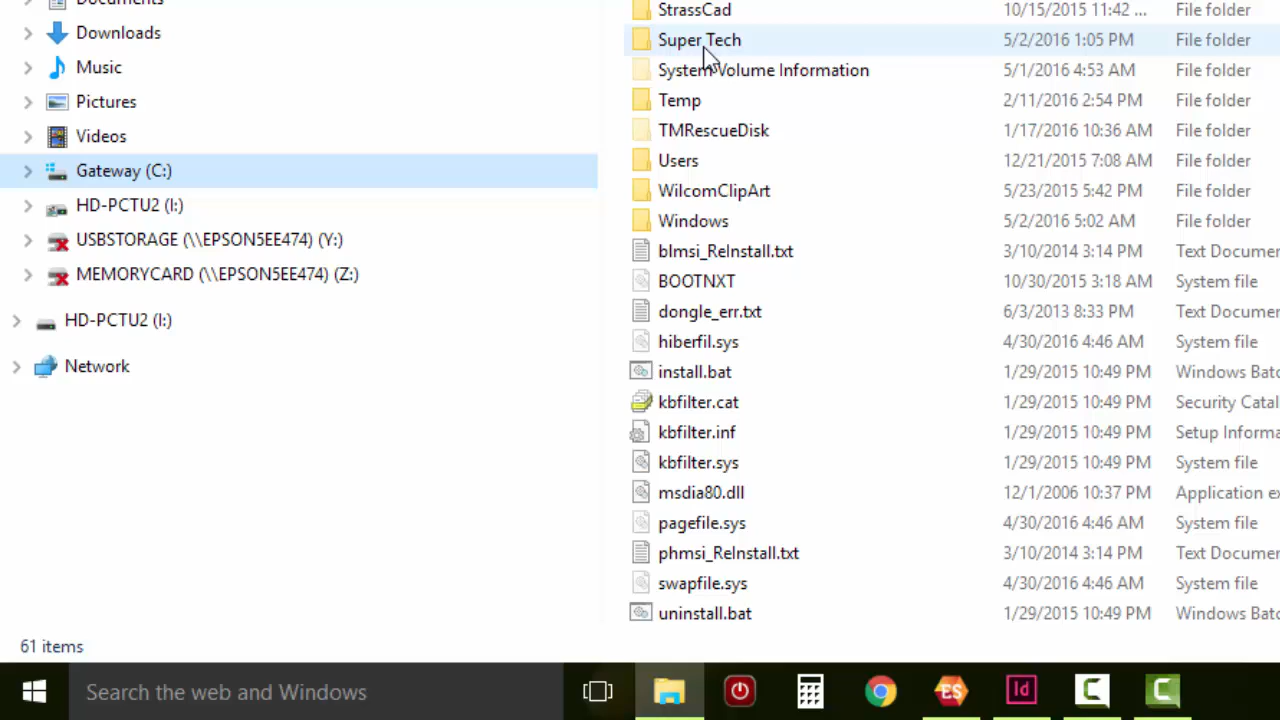 Documents
Downloads
Music
Pictures
Videos
Gateway (C:)
HD-PCTU2 (I:)
USBSTORAGE (\\EPSON5EE474) (Y:)
MEMORYCARD (\\EPSON5EE474) (Z:)
HD-PCTU2 (I:)
Network
StrassCad 10/15/2015 11:42 ... File folder
Super Tech 5/2/2016 1:05 PM File folder
System Volume Information 5/1/2016 4:53 AM File folder
Temp 2/11/2016 2:54 PM File folder
TMRescueDisk 1/17/2016 10:36 AM File folder
Users 12/21/2015 7:08 AM File folder
WilcomClipArt 5/23/2015 5:42 PM File folder
Windows 5/2/2016 5:02 AM File folder
blmsi_ReInstall.txt 3/10/2014 3:14 PM Text Documen
BOOTNXT 10/30/2015 3:18 AM System file
dongle_err.txt 6/3/2013 8:33 PM Text Documen
hiberfil.sys 4/30/2016 4:46 AM System file
install.bat 1/29/2015 10:49 PM Windows Batc
kbfilter.cat 1/29/2015 10:49 PM Security Catal
kbfilter.inf 1/29/2015 10:49 PM Setup Informa
kbfilter.sys 1/29/2015 10:49 PM System file
msdia80.dll 12/1/2006 10:37 PM Application ex
pagefile.sys 4/30/2016 4:46 AM System file
phmsi_ReInstall.txt 3/10/2014 3:14 PM Text Documen
swapfile.sys 4/30/2016 4:46 AM System file
uninstall.bat 1/29/2015 10:49 PM Windows Batc
61 items
Search the web and Windows
ES
Id
C
C